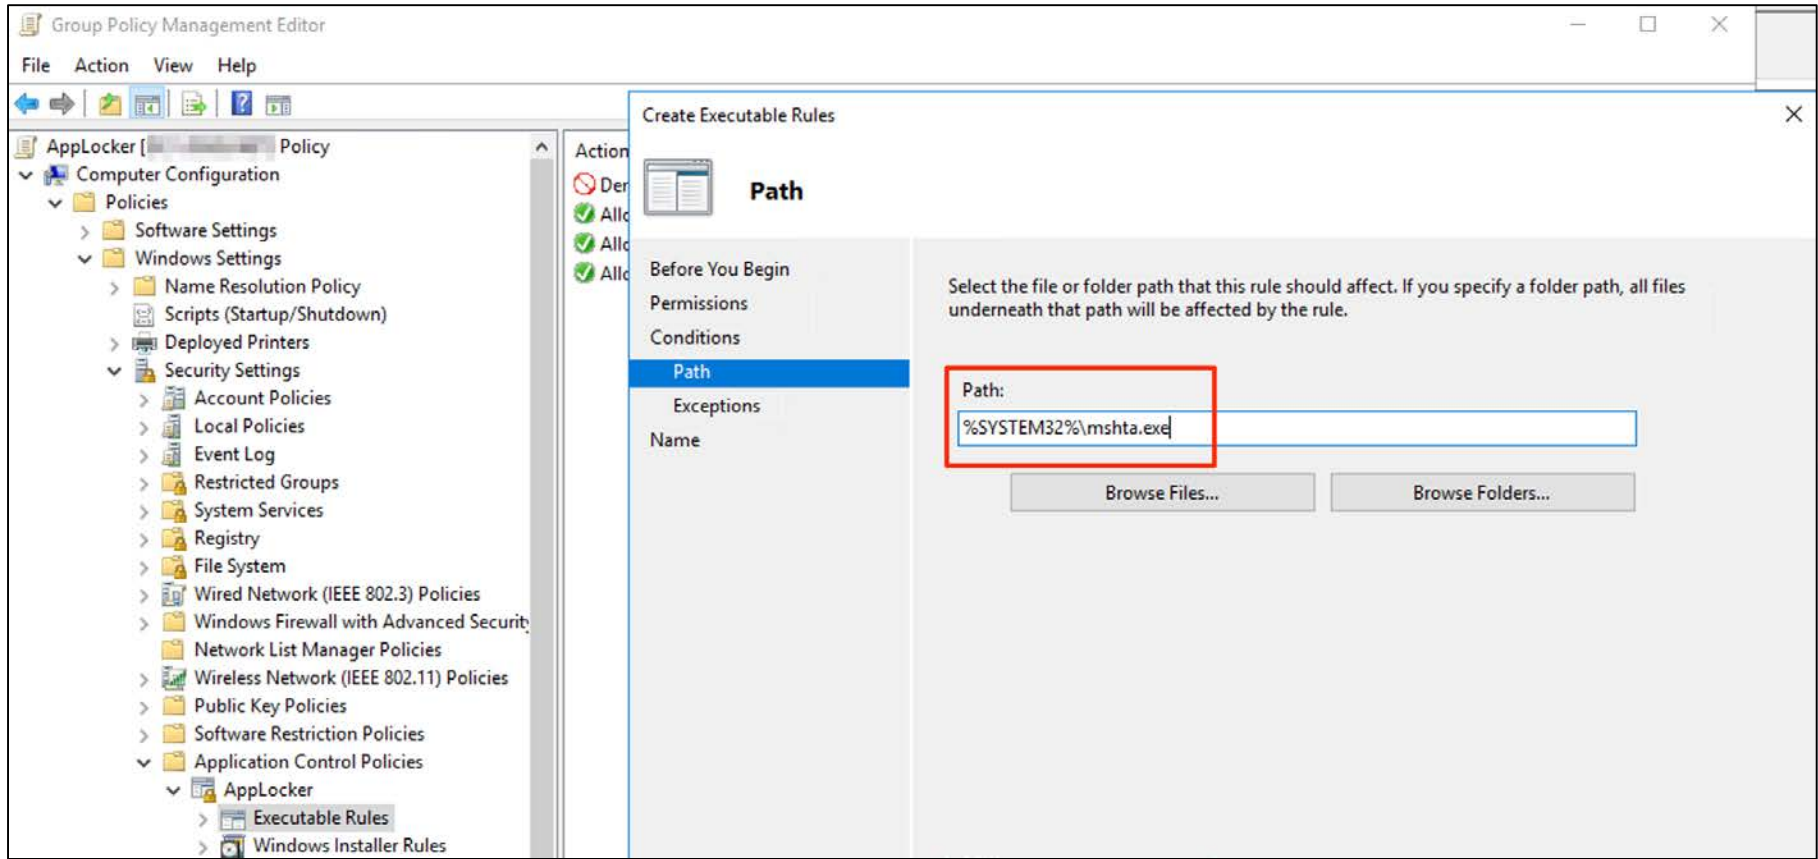 Group Policy Management Editor
File Action View Help
AppLocker [ Policy
Computer Configuration
Policies
Software Settings
Windows Settings
Name Resolution Policy
Scripts (Startup/Shutdown)
Deployed Printers
Security Settings
Account Policies
Local Policies
Event Log
Restricted Groups
System Services
Registry
File System
Wired Network (IEEE 802.3) Policies
Windows Firewall with Advanced Securit
Network List Manager Policies
Wireless Network (IEEE 802.11) Policies
Public Key Policies
Software Restriction Policies
Application Control Policies
AppLocker
Executable Rules
Windows Installer Rules
Action
Der
Allo
Allo
Allo
Create Executable Rules
Path
Before You Begin
Permissions
Conditions
Path
Exceptions
Name
Select the file or folder path that this rule should affect. If you specify a folder path, all files
underneath that path will be affected by the rule.
Path:
%SYSTEM32%\mshta.exe
Browse Files...
Browse Folders...